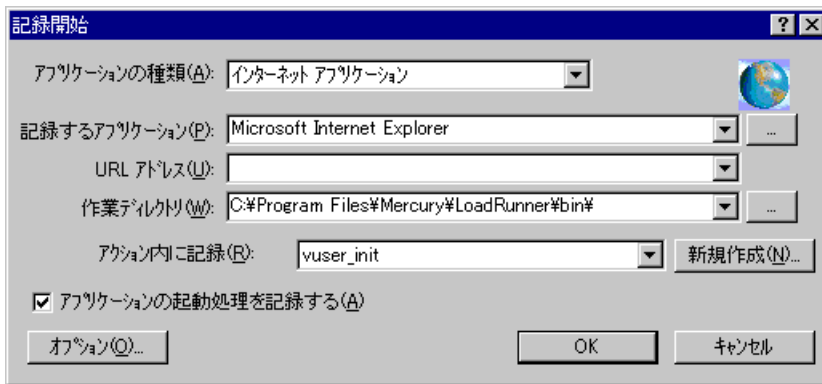 記録開始
アプリケーションの種類(A): インターネット アプリケーション
記録するアプリケーション(P): Microsoft Internet Explorer ...
URL アドレス(U):
作業ディレクトリ(W): C:¥Program Files¥Mercury¥LoadRunner¥bin¥ ...
アクション内に記録(R): vuser_init 新規作成(N)...
アプリケーションの起動処理を記録する(A)
オプション(O)... OK キャンセル